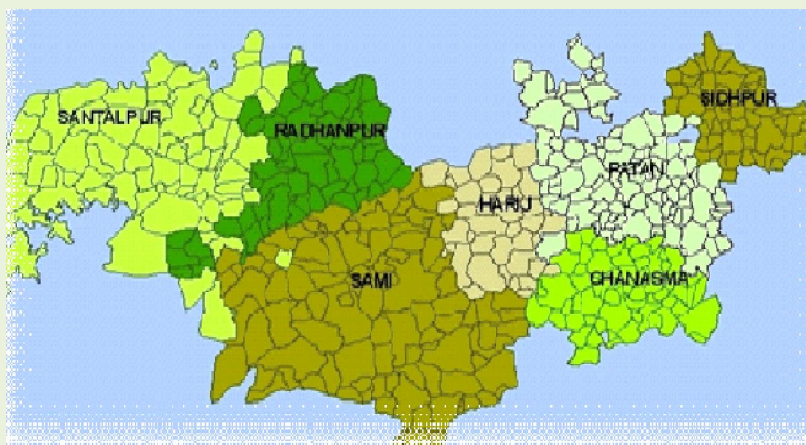 SIDHPUR
SANTALPUR
RADHANPUR
PATAN
HARIJ
SAMI
CHANASMA